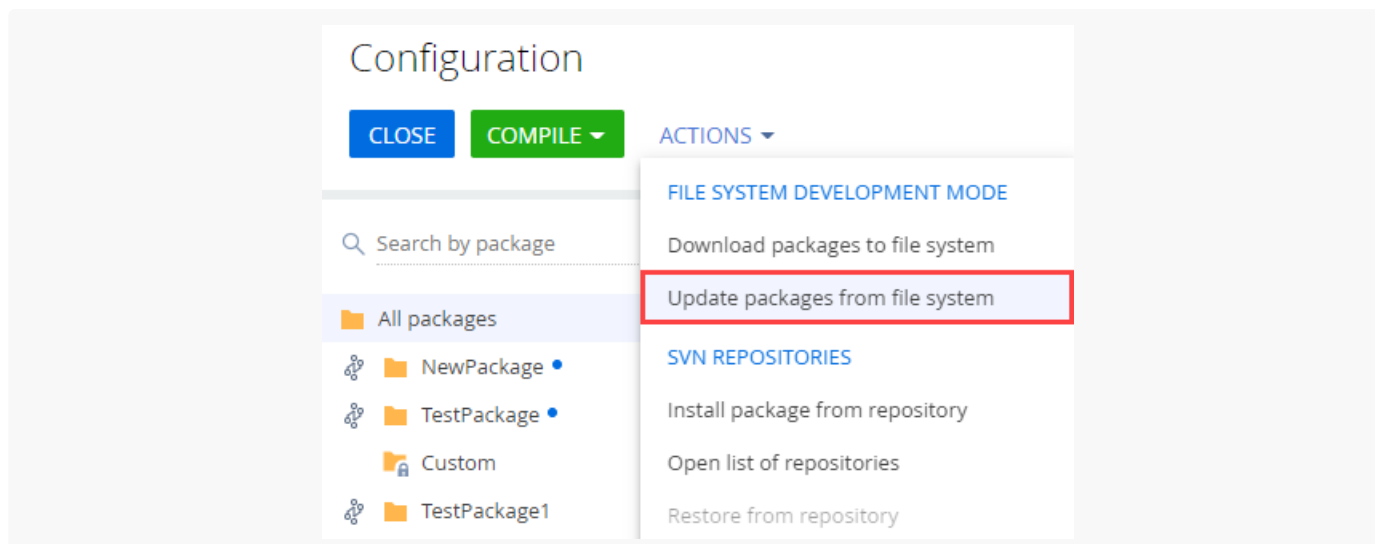 Configuration
CLOSE
COMPILE
ACTIONS
FILE SYSTEM DEVELOPMENT MODE
Search by package
Download packages to file system
Update packages from file system
All packages
SVN REPOSITORIES
NewPackage
Install package from repository
TestPackage
Open list of repositories
Custom
TestPackage1
Restore from repository